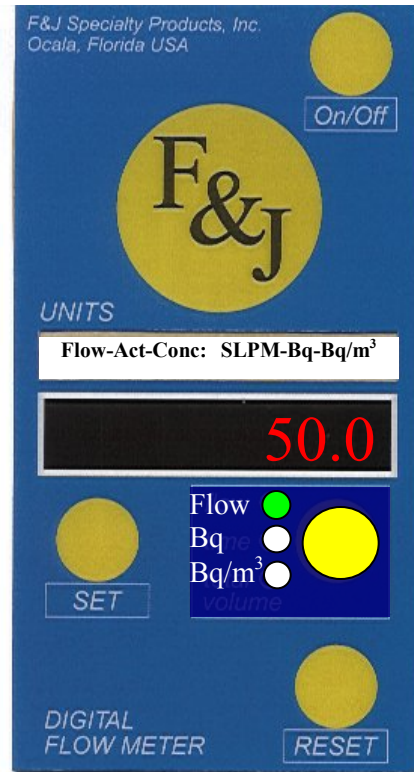 F&J Specialty Products, Inc.
Ocala, Florida USA
On/Off
F&J
UNITS
Flow-Act-Conc: SLPM-Bq-Bq/m³
50.0
Flow
Bq
Bq/m³
SET
volume
DIGITAL
FLOW METER
RESET